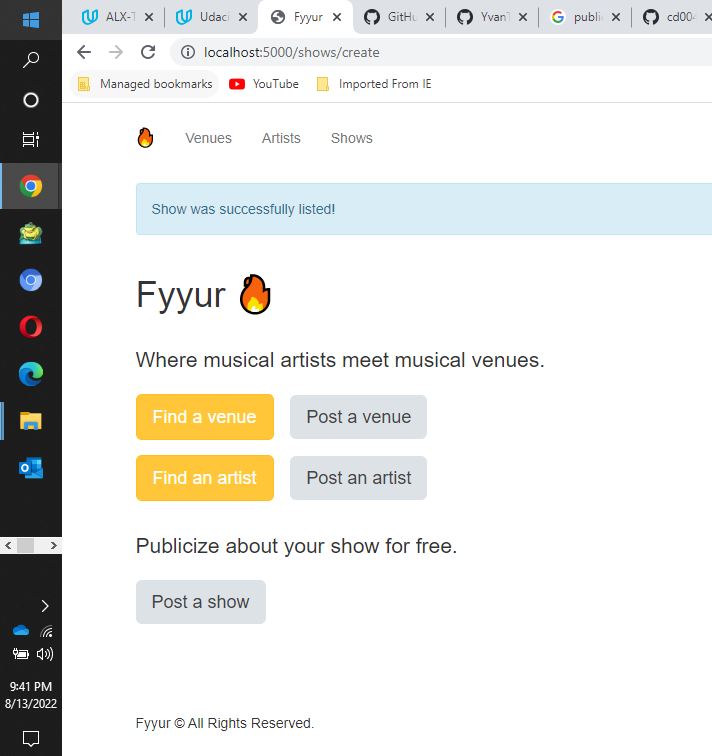 ALX-T
Udaci
Fyyur
GitHu
YvanT
publi
cd004
localhost:5000/shows/create
Managed bookmarks YouTube Imported From IE
Venues Artists Shows
Show was successfully listed!
Fyyur
Where musical artists meet musical venues.
Find a venue Post a venue
Find an artist Post an artist
Publicize about your show for free.
Post a show
Fyyur © All Rights Reserved.
9:41 PM
8/13/2022